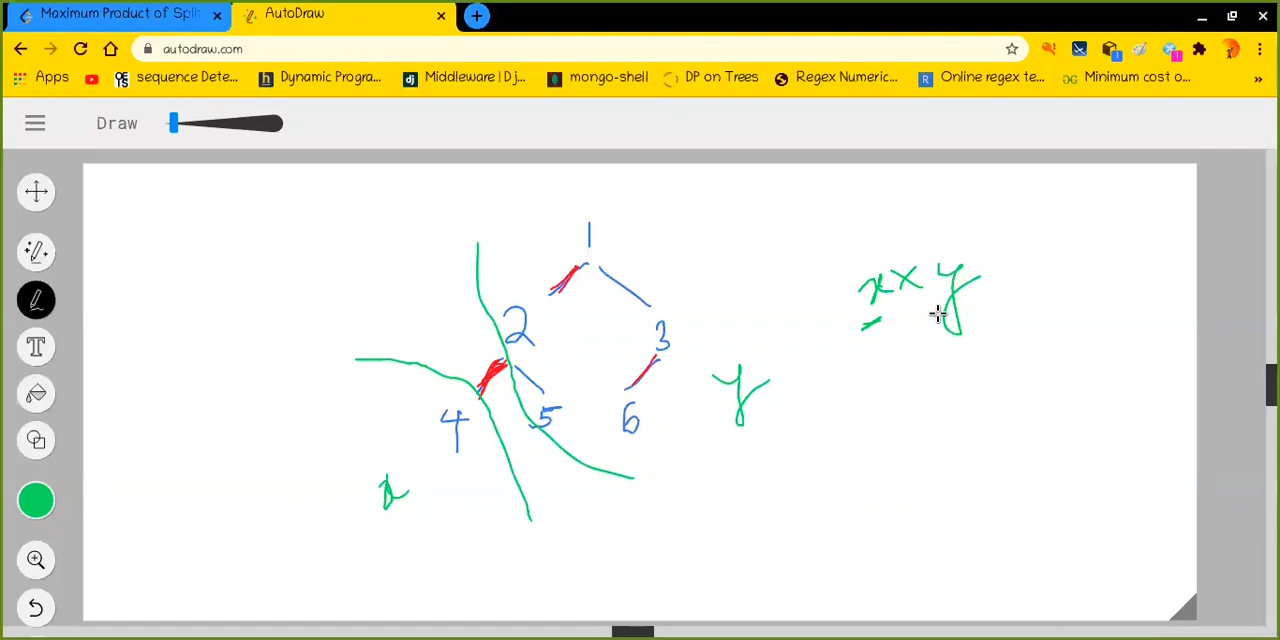 Maximum Product of Spli
AutoDraw
autodraw.com
Apps
sequence Dete...
Dynamic Progra...
Middleware | Dj...
mongo-shell
DP on Trees
Regex Numeric...
Online regex te...
Minimum cost o...
»
Draw
1
x × y
2
3
y
4
5
6
x